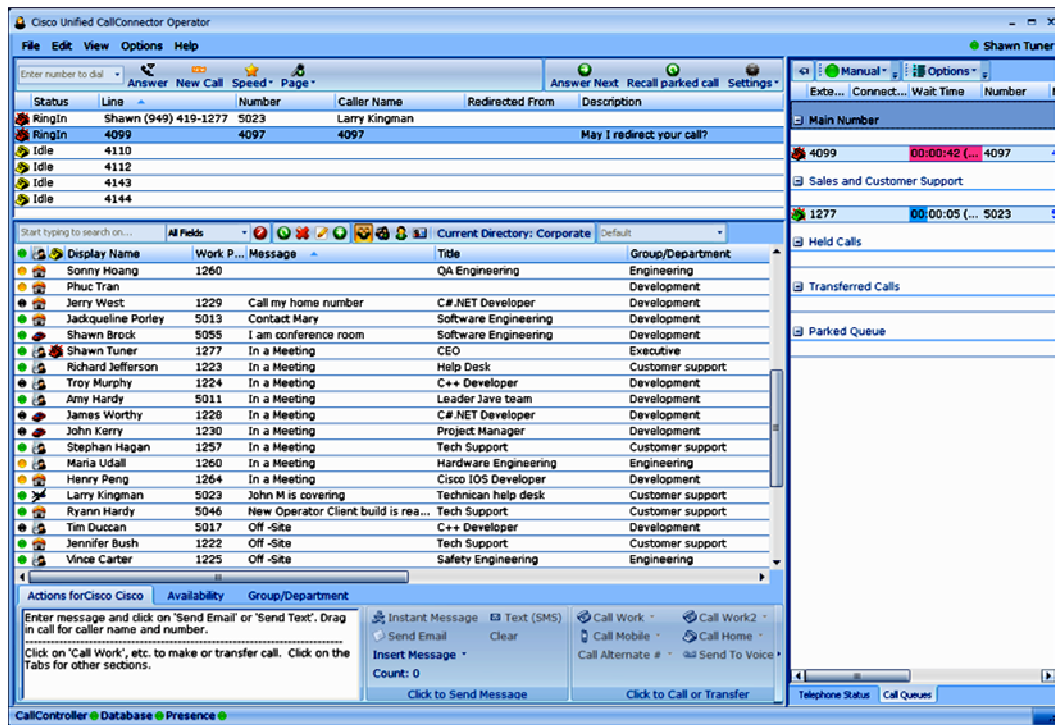 Cisco Unified CallConnector Operator
File Edit View Options Help
Shawn Tuner
Enter number to dial Answer New Call Speed Page Answer Next Recall parked call Settings
Status Line Number Caller Name Redirected From Description
RingIn Shawn (949) 419-1277 5023 Larry Kingman
RingIn 4099 4097 4097 May I redirect your call?
Idle 4110
Idle 4112
Idle 4143
Idle 4144
Manual Options
Exte... Connect... Wait Time Number
Main Number
4099 00:00:42 (... 4097
Sales and Customer Support
1277 00:00:05 (... 5023
Held Calls
Transferred Calls
Parked Queue
Start typing to search on... All Fields Current Directory: Corporate Default
Display Name Work P... Message Title Group/Department
Sonny Hoang 1260 QA Engineering Engineering
Phuc Tran Development
Jerry West 1229 Call my home number C#.NET Developer Development
Jackqueline Porley 5013 Contact Mary Software Engineering Development
Shawn Brock 5055 I am conference room Software Engineering Development
Shawn Tuner 1277 In a Meeting CEO Executive
Richard Jefferson 1223 In a Meeting Help Desk Customer support
Troy Murphy 1224 In a Meeting C++ Developer Development
Amy Hardy 5011 In a Meeting Leader Jave team Development
James Worthy 1228 In a Meeting C#.NET Developer Development
John Kerry 1230 In a Meeting Project Manager Development
Stephan Hagan 1257 In a Meeting Tech Support Customer support
Maria Udall 1260 In a Meeting Hardware Engineering Engineering
Henry Peng 1264 In a Meeting Cisco IOS Developer Development
Larry Kingman 5023 John M is covering Technican help desk Customer support
Ryann Hardy 5046 New Operator Client build is rea... Tech Support Customer support
Tim Duccan 5017 Off -Site C++ Developer Development
Jennifer Bush 1222 Off -Site Tech Support Customer support
Vince Carter 1225 Off -Site Safety Engineering Engineering
Actions forCisco Cisco Availability Group/Department
Enter message and click on 'Send Email' or 'Send Text'. Drag
in call for caller name and number.
Click on 'Call Work', etc. to make or transfer call. Click on the
Tabs for other sections.
Instant Message Text (SMS)
Send Email Clear
Insert Message
Count: 0
Click to Send Message
Call Work Call Work2
Call Mobile Call Home
Call Alternate # Send To Voice
Click to Call or Transfer
Telephone Status Call Queues
CallController Database Presence